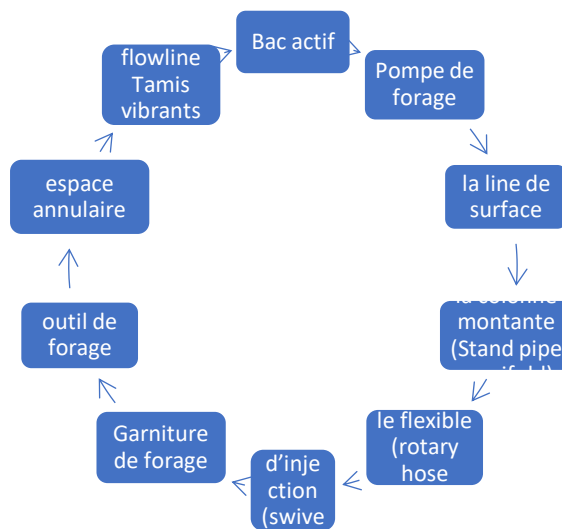 Bac actif
Pompe de
forage
la line de
surface
montante
(Stand pipe
le flexible
(rotary
hose
d'inje
ction
(swive
Garniture
de forage
outil de
forage
espace
annulaire
flowline
Tamis
vibrants